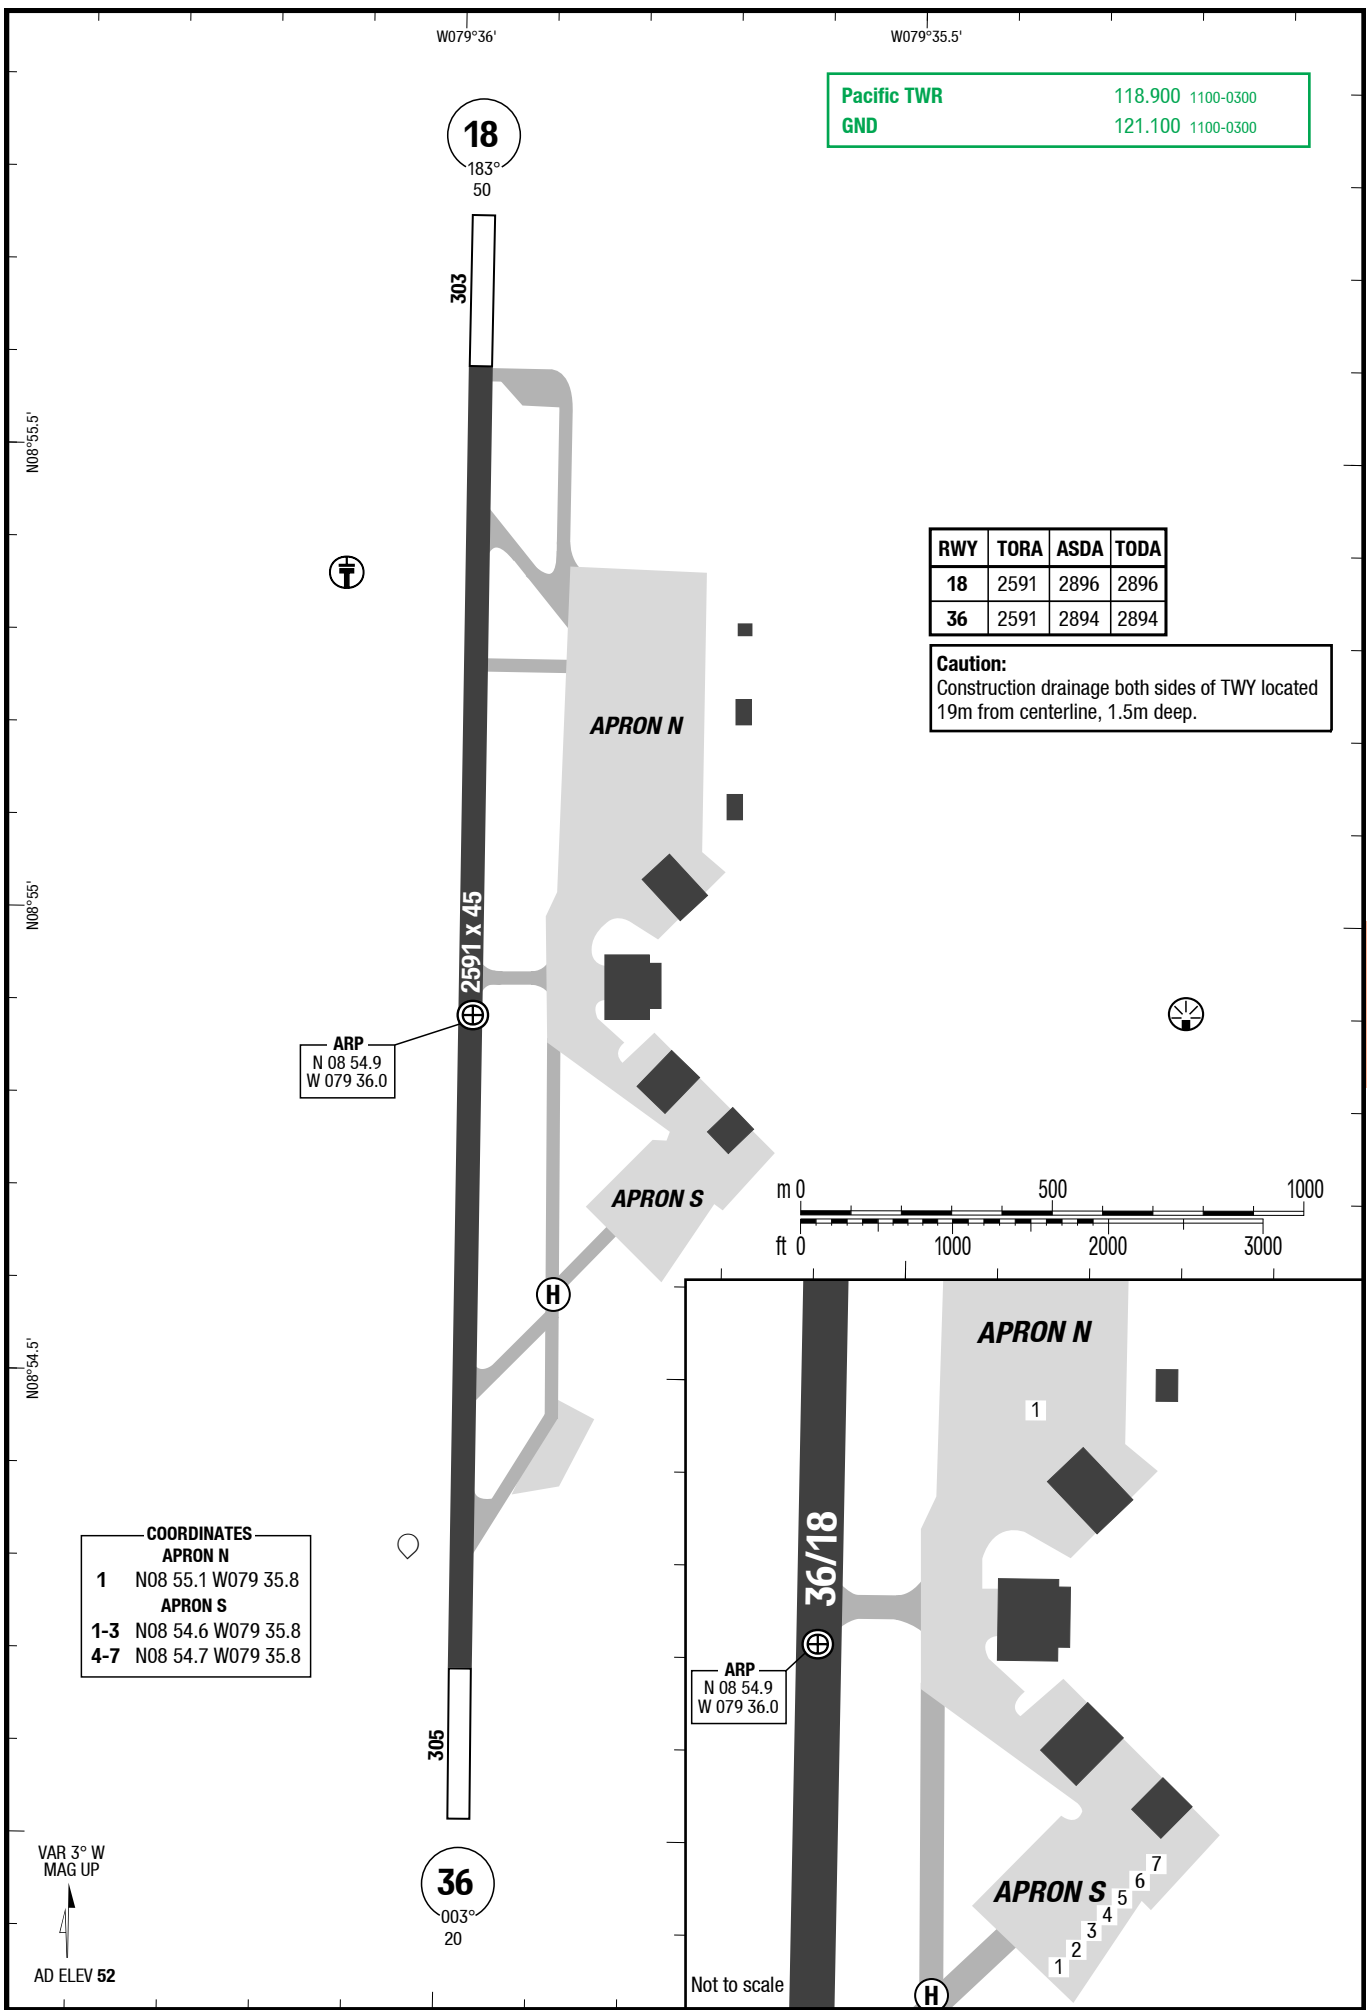 W079°36'
W079°35.5'
Pacific TWR 118.900 1100-0300
GND 121.100 1100-0300
18
183°
50
303
N08°55.5'
RWY TORA ASDA TODA
18 2591 2896 2896
36 2591 2894 2894
Caution:
Construction drainage both sides of TWY located
19m from centerline, 1.5m deep.
APRON N
N08°55'
2591 x 45
ARP
N 08 54.9
W 079 36.0
APRON S
m 0 500 1000
ft 0 1000 2000 3000
H
N08°54.5'
APRON N
1
36/18
ARP
N 08 54.9
W 079 36.0
APRON S
7
6
5
4
3
2
1
H
Not to scale
COORDINATES
APRON N
1 N08 55.1 W079 35.8
APRON S
1-3 N08 54.6 W079 35.8
4-7 N08 54.7 W079 35.8
305
36
003°
20
VAR 3° W
MAG UP
AD ELEV 52